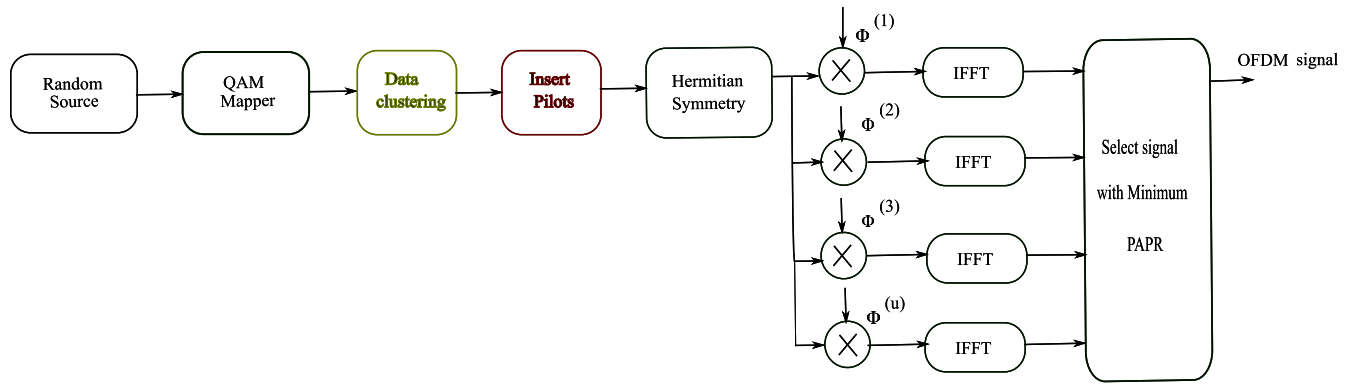 Random
Source
QAM
Mapper
Data
clustering
Insert
Pilots
Hermitian
Symmetry
Φ(1)
IFFT
Φ(2)
IFFT
Φ(3)
IFFT
Φ(u)
IFFT
Select signal
with Minimum
PAPR
OFDM signal